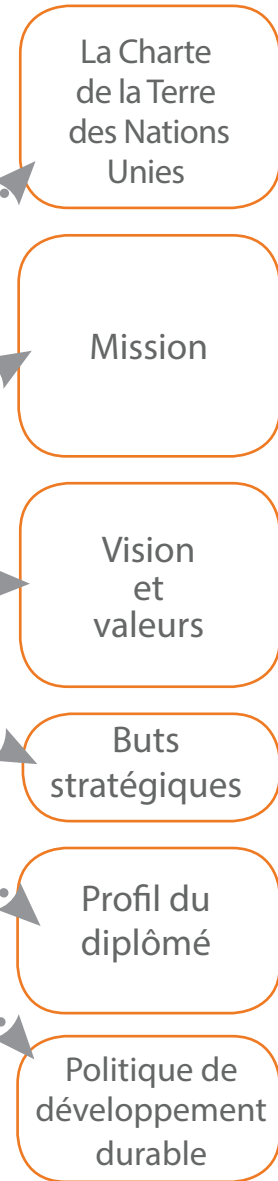 La Charte
de la Terre
des Nations
Unies
Mission
Vision
et
valeurs
Buts
stratégiques
Profil du
diplômé
Politique de
développement
durable